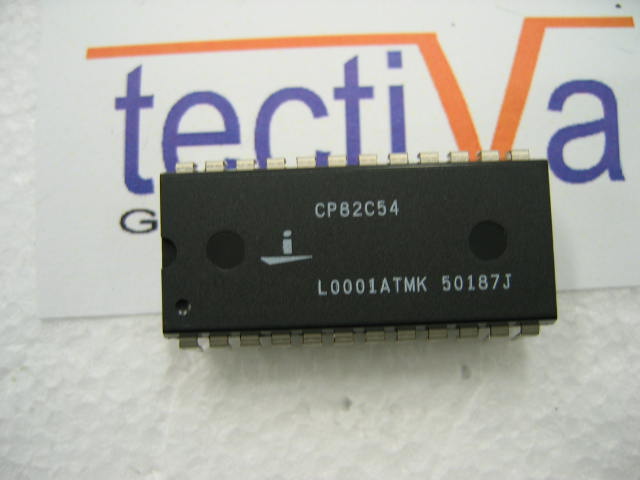 tectiVa
G
CP82C54
i
L0001ATMK 50187J